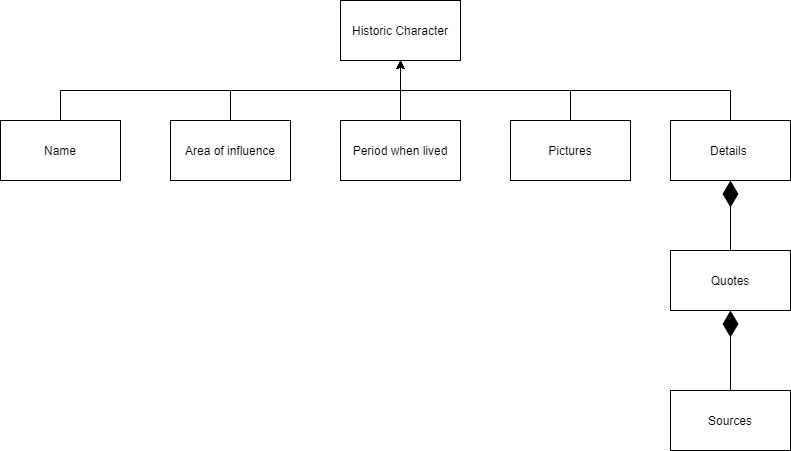 Historic Character
Name
Area of influence
Period when lived
Pictures
Details
Quotes
Sources